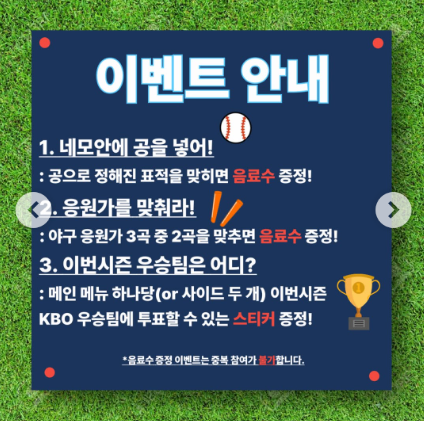 이벤트 안내
1. 네모안에 공을 넣어!
: 공으로 정해진 표적을 맞히면 음료수 증정!
2. 응원가를 맞춰라!
: 야구 응원가 3곡 중 2곡을 맞추면 음료수 증정!
3. 이번시즌 우승팀은 어디?
: 메인 메뉴 하나당(or 사이드 두 개) 이번시즌
KBO 우승팀에 투표할 수 있는 스티커 증정!
*음료수 증정 이벤트는 중복 참여가 불가합니다.